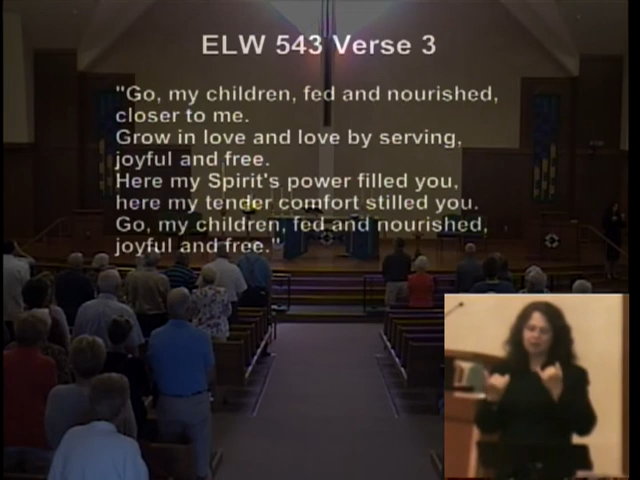 ELW 543 Verse 3
"Go, my children, fed and nourished,
closer to me.
Grow in love and love by serving,
joyful and free.
Here my Spirit's power filled you,
here my tender comfort stilled you.
Go, my children, fed and nourished,
joyful and free."